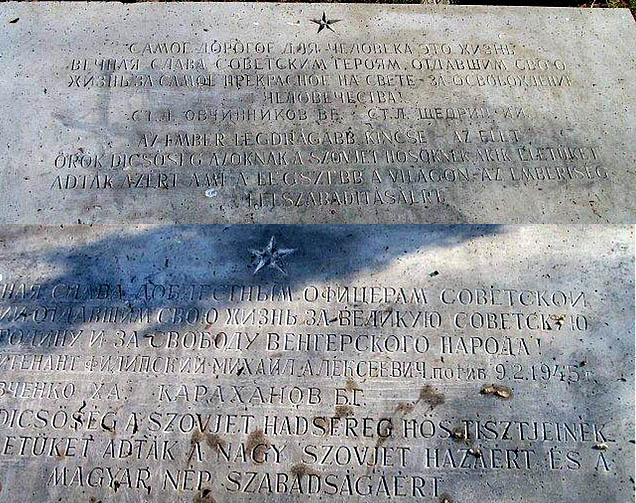 САМОЕ ДОРОГОЕ ДЛЯ ЧЕЛОВЕКА ЭТО ЖИЗНЬ
ВЕЧНАЯ СЛАВА СОВЕТСКИМ ГЕРОЯМ, ОТДАВШИМ СВОЮ
ЖИЗНЬ ЗА САМОЕ ПРЕКРАСНОЕ НА СВЕТЕ - ЗА ОСВОБОЖДЕНИЕ
ЧЕЛОВЕЧЕСТВА!
СТ.Л. ОВЧИННИКОВ В.Е. - СТ.Л. ЩЕДРИН
AZ EMBER LEGDRÁGÁBB KINCSE AZ ÉLET
ÖRÖK DICSŐSÉG AZOKNAK A SZOVJET HŐSÖKNEK AKIK ÉLETÜKET
ADTÁK AZÉRT AMI A LEGSZEBB A VILÁGON - AZ EMBERISÉG
FELSZABADÍTÁSÁÉRT
НАЯ СЛАВА ДОБЛЕСТНЫМ ОФИЦЕРАМ СОВЕТСКОЙ
И ОТДАВШИМ СВОЮ ЖИЗНЬ ЗА ВЕЛИКУЮ СОВЕТСКУЮ
РОДИНУ И ЗА СВОБОДУ ВЕНГЕРСКОГО НАРОДА!
ИТЕНАНТ ФИЛИПСКИЙ МИХАИЛ АЛЕКСЕЕВИЧ погиб 9.2.1945 г.
ВЧЕНКО Х.А. КАРАХАНОВ Б.Г.
DICSŐSÉG A SZOVJET HADSEREG HŐS TISZTJEINEK
ETÜKET ADTÁK A NAGY SZOVJET HAZÁÉRT ÉS A
MAGYAR NÉP SZABADSÁGÁÉRT